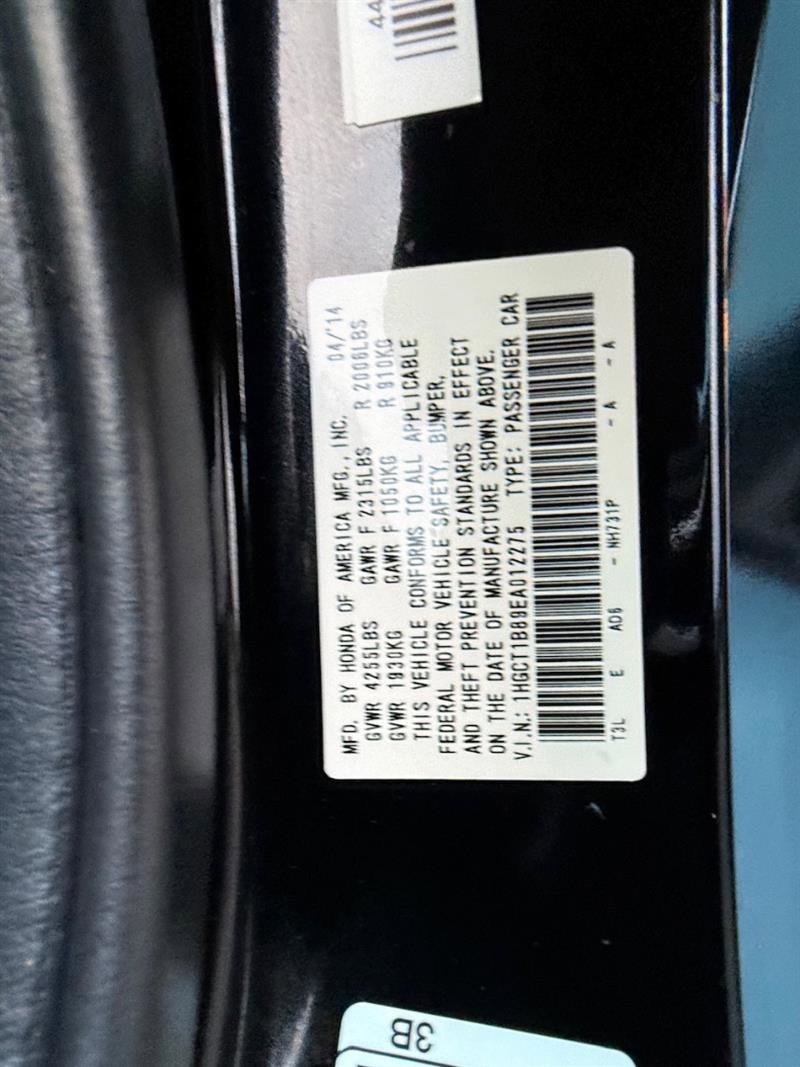 44
MFD. BY HONDA OF AMERICA MFG., INC. 04/'14
GVWR 4255LBS GAWR F 2315LBS R 2006LBS
GVWR 1930KG GAWR F 1050KG R 910KG
THIS VEHICLE CONFORMS TO ALL APPLICABLE
FEDERAL MOTOR VEHICLE SAFETY, BUMPER,
AND THEFT PREVENTION STANDARDS IN EFFECT
ON THE DATE OF MANUFACTURE SHOWN ABOVE.
V.I.N.: 1HGCT1B89EA012275 TYPE: PASSENGER CAR
T3L E AD6 - NH731P - A - A
3B